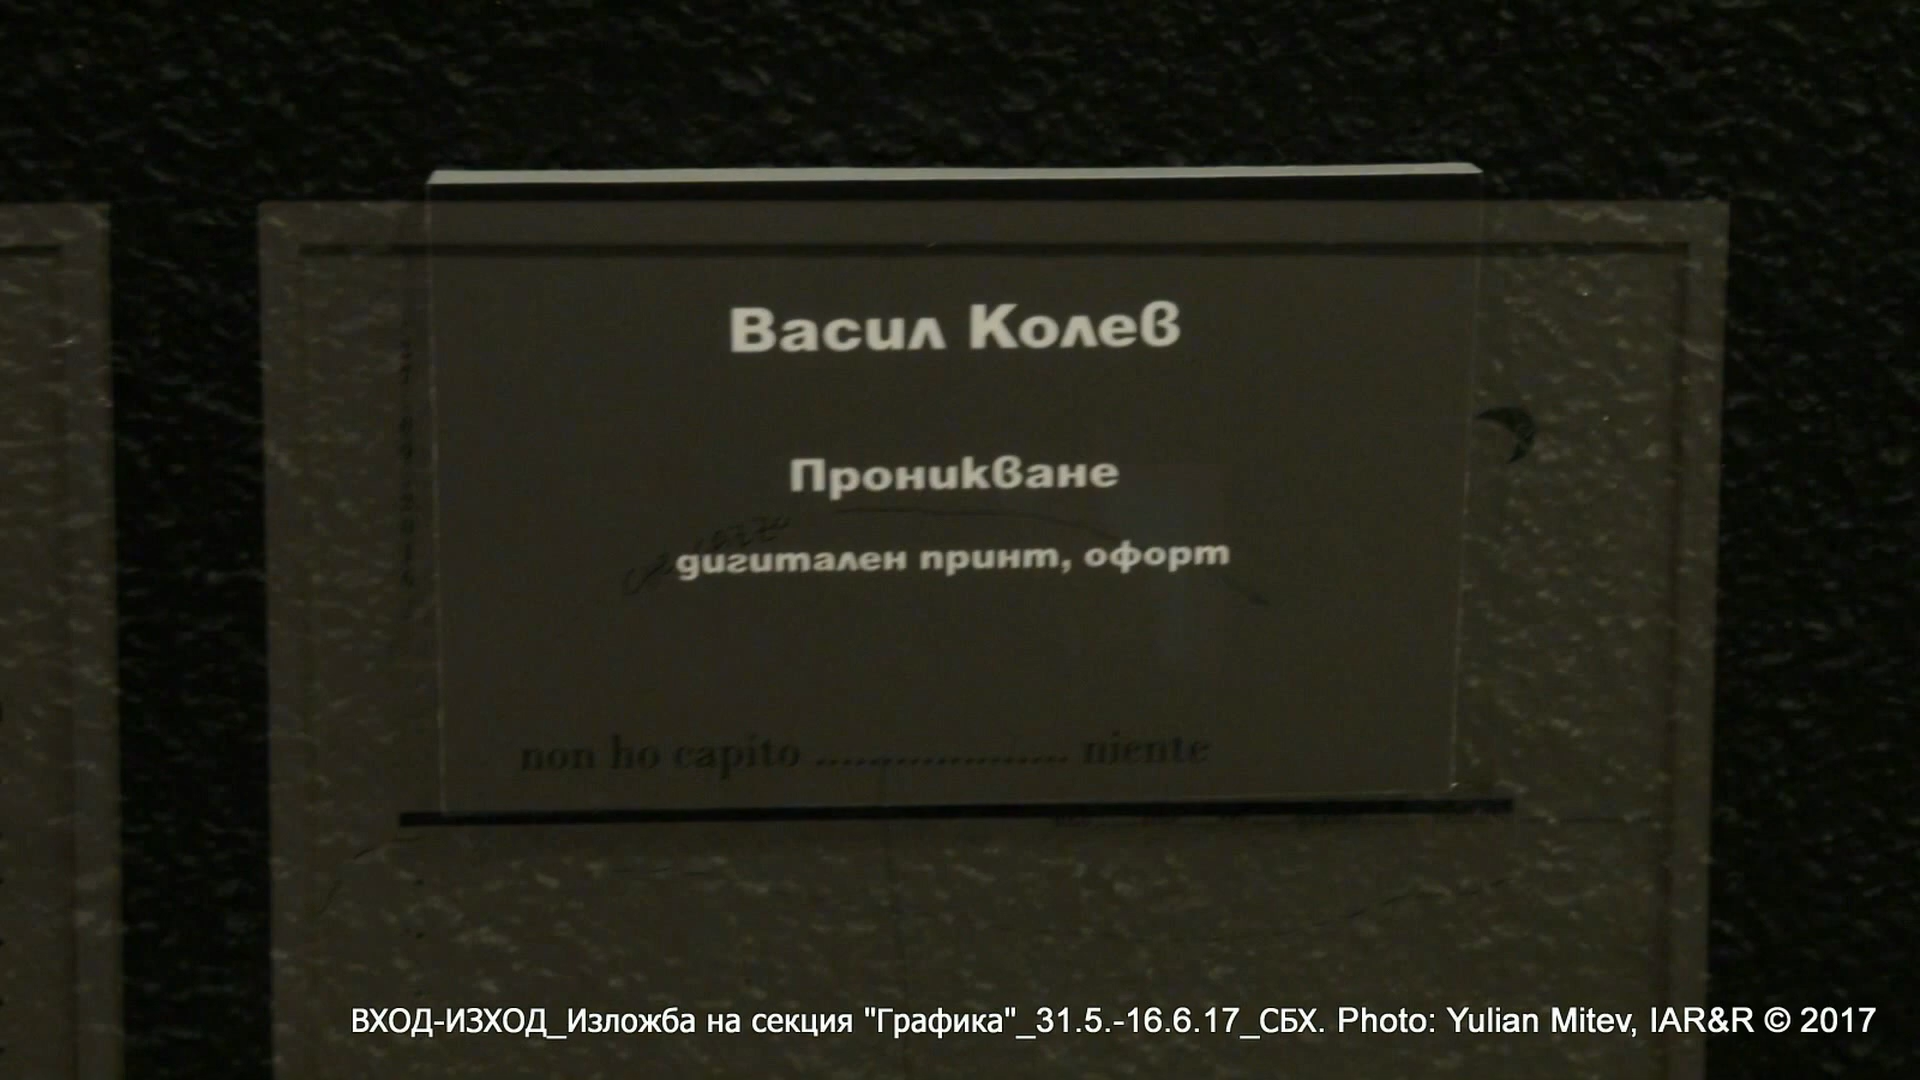 Васил Колев
Проникване
дигитален принт, офорт
non ho capito .................... niente
ВХОД-ИЗХОД_Изложба на секция "Графика"_31.5.-16.6.17_СБХ. Photo: Yulian Mitev, IAR&R © 2017